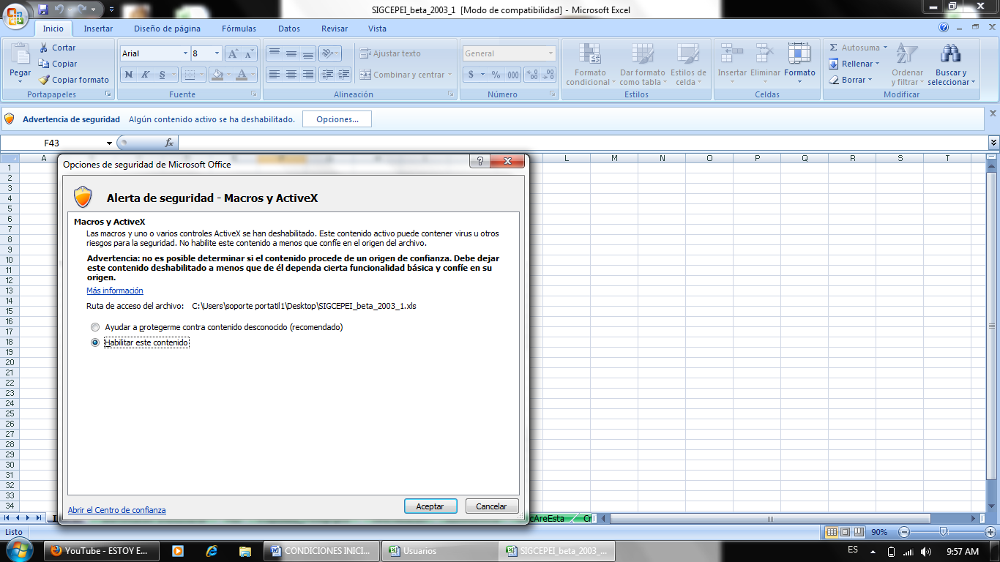 SIGCEPEI_beta_2003_1 [Modo de compatibilidad] - Microsoft Excel
Inicio Insertar Diseño de página Fórmulas Datos Revisar Vista
Pegar
Cortar
Copiar
Copiar formato
Portapapeles
Arial 8
N K S A
Fuente
Ajustar texto
Combinar y centrar
Alineación
General
$ % 000
Número
Formato condicional
Dar formato como tabla
Estilos de celda
Estilos
Insertar Eliminar Formato
Celdas
Σ Autosuma
Rellenar
Borrar
Ordenar y filtrar
Buscar y seleccionar
Modificar
Advertencia de seguridad Algún contenido activo se ha deshabilitado. Opciones...
F43 fx
A L M N O P Q R S T
Opciones de seguridad de Microsoft Office
Alerta de seguridad - Macros y ActiveX
Macros y ActiveX
Las macros y uno o varios controles ActiveX se han deshabilitado. Este contenido activo puede contener virus u otros
riesgos para la seguridad. No habilite este contenido a menos que confíe en el origen del archivo.
Advertencia: no es posible determinar si el contenido procede de un origen de confianza. Debe dejar
este contenido deshabilitado a menos que de él dependa cierta funcionalidad básica y confíe en su
origen.
Más información
Ruta de acceso del archivo: C:\Users\soporte portatil1\Desktop\SIGCEPEI_beta_2003_1.xls
Ayudar a protegerme contra contenido desconocido (recomendado)
Habilitar este contenido
Abrir el Centro de confianza
Aceptar Cancelar
1
2
3
4
5
6
7
8
9
10
11
12
13
14
15
16
17
18
19
20
21
22
23
24
25
26
27
28
29
30
31
32
33
34
cAreEsta Cr
Listo 90%
YouTube - ESTOY E... CONDICIONES INICI... Usuarios SIGCEPEI_beta_2003_... ES 9:57 AM